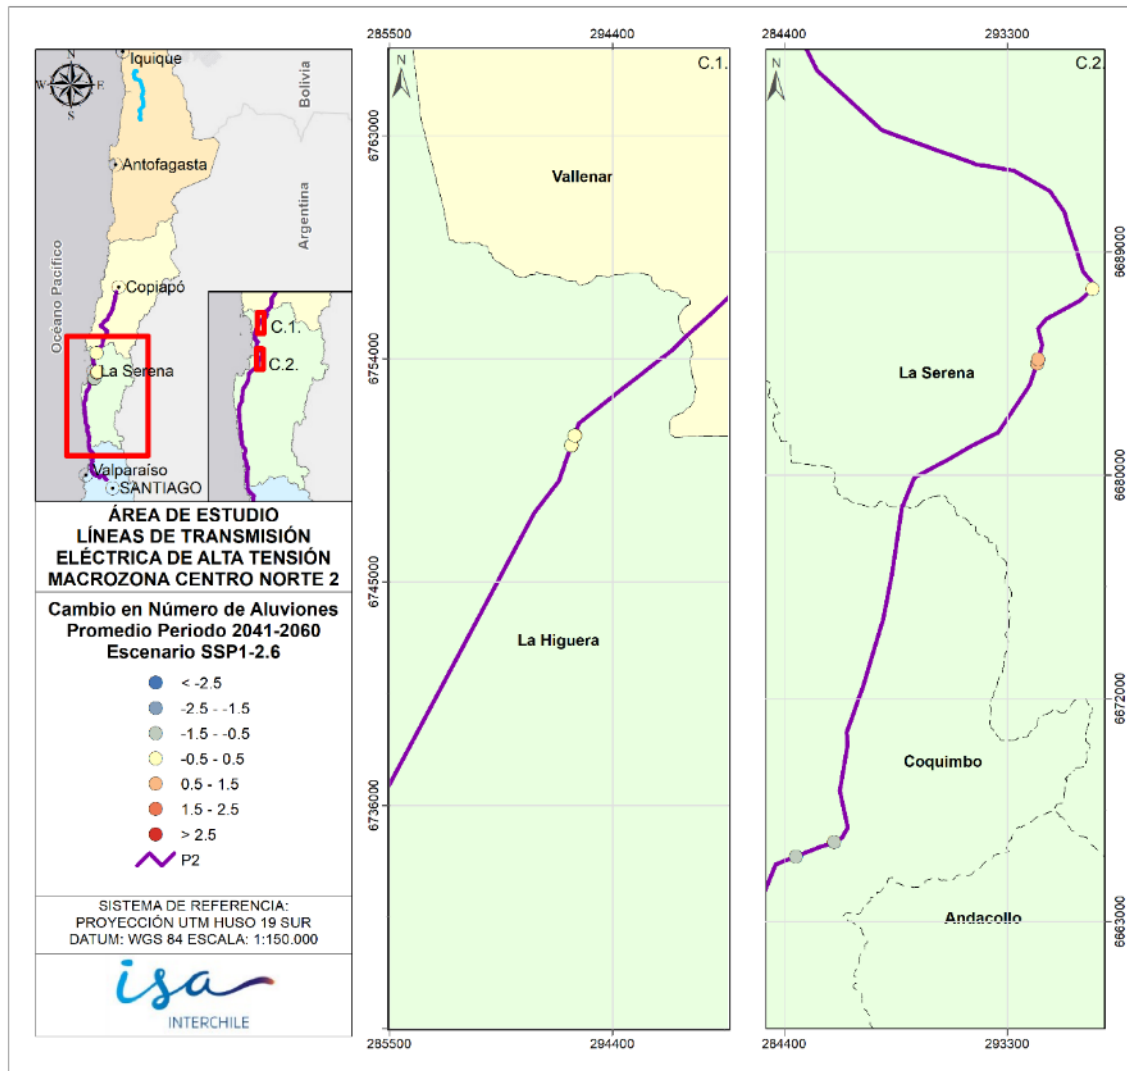 N
W
E
S
Iquique
Bolivia
Antofagasta
Argentina
Océano Pacífico
Copiapó
C.1.
C.2.
La Serena
Valparaíso
SANTIAGO
ÁREA DE ESTUDIO
LÍNEAS DE TRANSMISIÓN
ELÉCTRICA DE ALTA TENSIÓN
MACROZONA CENTRO NORTE 2
Cambio en Número de Aluviones
Promedio Periodo 2041-2060
Escenario SSP1-2.6
< -2.5
-2.5 - -1.5
-1.5 - -0.5
-0.5 - 0.5
0.5 - 1.5
1.5 - 2.5
> 2.5
P2
SISTEMA DE REFERENCIA:
PROYECCIÓN UTM HUSO 19 SUR
DATUM: WGS 84 ESCALA: 1:150.000
isa
INTERCHILE
285500
294400
C.1.
N
6763000
Vallenar
6754000
6745000
La Higuera
6736000
285500
294400
284400
293300
C.2.
N
6689000
La Serena
6680000
6672000
Coquimbo
Andacollo
6663000
284400
293300